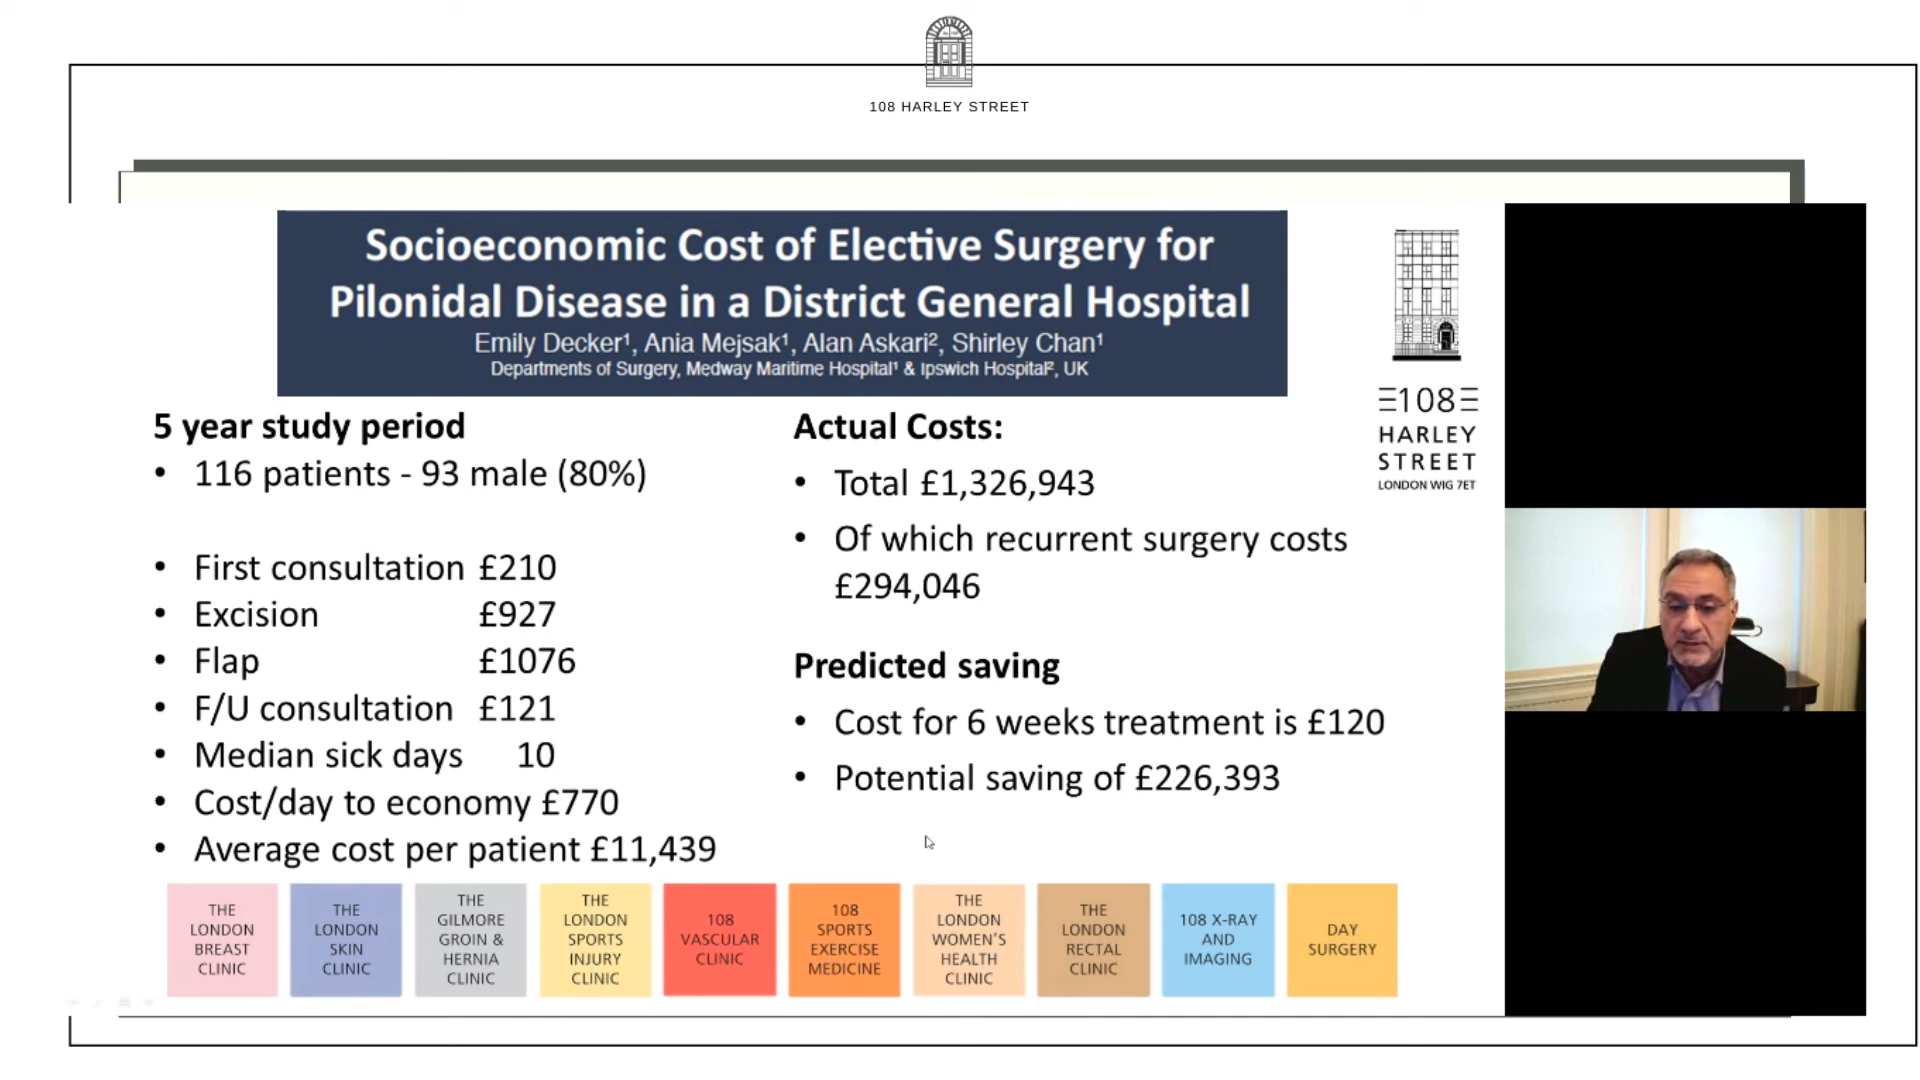 108 HARLEY STREET
Socioeconomic Cost of Elective Surgery for
Pilonidal Disease in a District General Hospital
Emily Decker¹, Ania Mejsak¹, Alan Askari², Shirley Chan¹
Departments of Surgery, Medway Maritime Hospital¹ & Ipswich Hospital², UK
5 year study period
• 116 patients - 93 male (80%)
• First consultation £210
• Excision £927
• Flap £1076
• F/U consultation £121
• Median sick days 10
• Cost/day to economy £770
• Average cost per patient £11,439
Actual Costs:
• Total £1,326,943
• Of which recurrent surgery costs
£294,046
Predicted saving
• Cost for 6 weeks treatment is £120
• Potential saving of £226,393
108
HARLEY
STREET
LONDON W1G 7ET
THE
LONDON
BREAST
CLINIC
THE
LONDON
SKIN
CLINIC
THE
GILMORE
GROIN &
HERNIA
CLINIC
THE
LONDON
SPORTS
INJURY
CLINIC
108
VASCULAR
CLINIC
108
SPORTS
EXERCISE
MEDICINE
THE
LONDON
WOMEN'S
HEALTH
CLINIC
THE
LONDON
RECTAL
CLINIC
108 X-RAY
AND
IMAGING
DAY
SURGERY